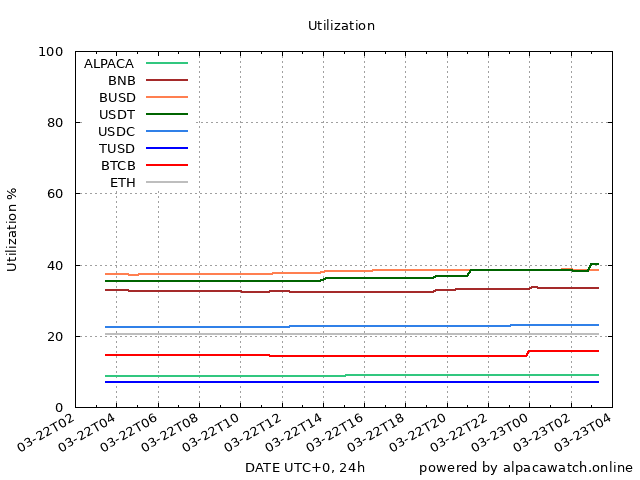 Utilization
100
80
60
40
20
0
Utilization %
ALPACA
BNB
BUSD
USDT
USDC
TUSD
BTCB
ETH
03-22T02
03-22T04
03-22T06
03-22T08
03-22T10
03-22T12
03-22T14
03-22T16
03-22T18
03-22T20
03-22T22
03-23T00
03-23T02
03-23T04
DATE UTC+0, 24h
powered by alpacawatch.online